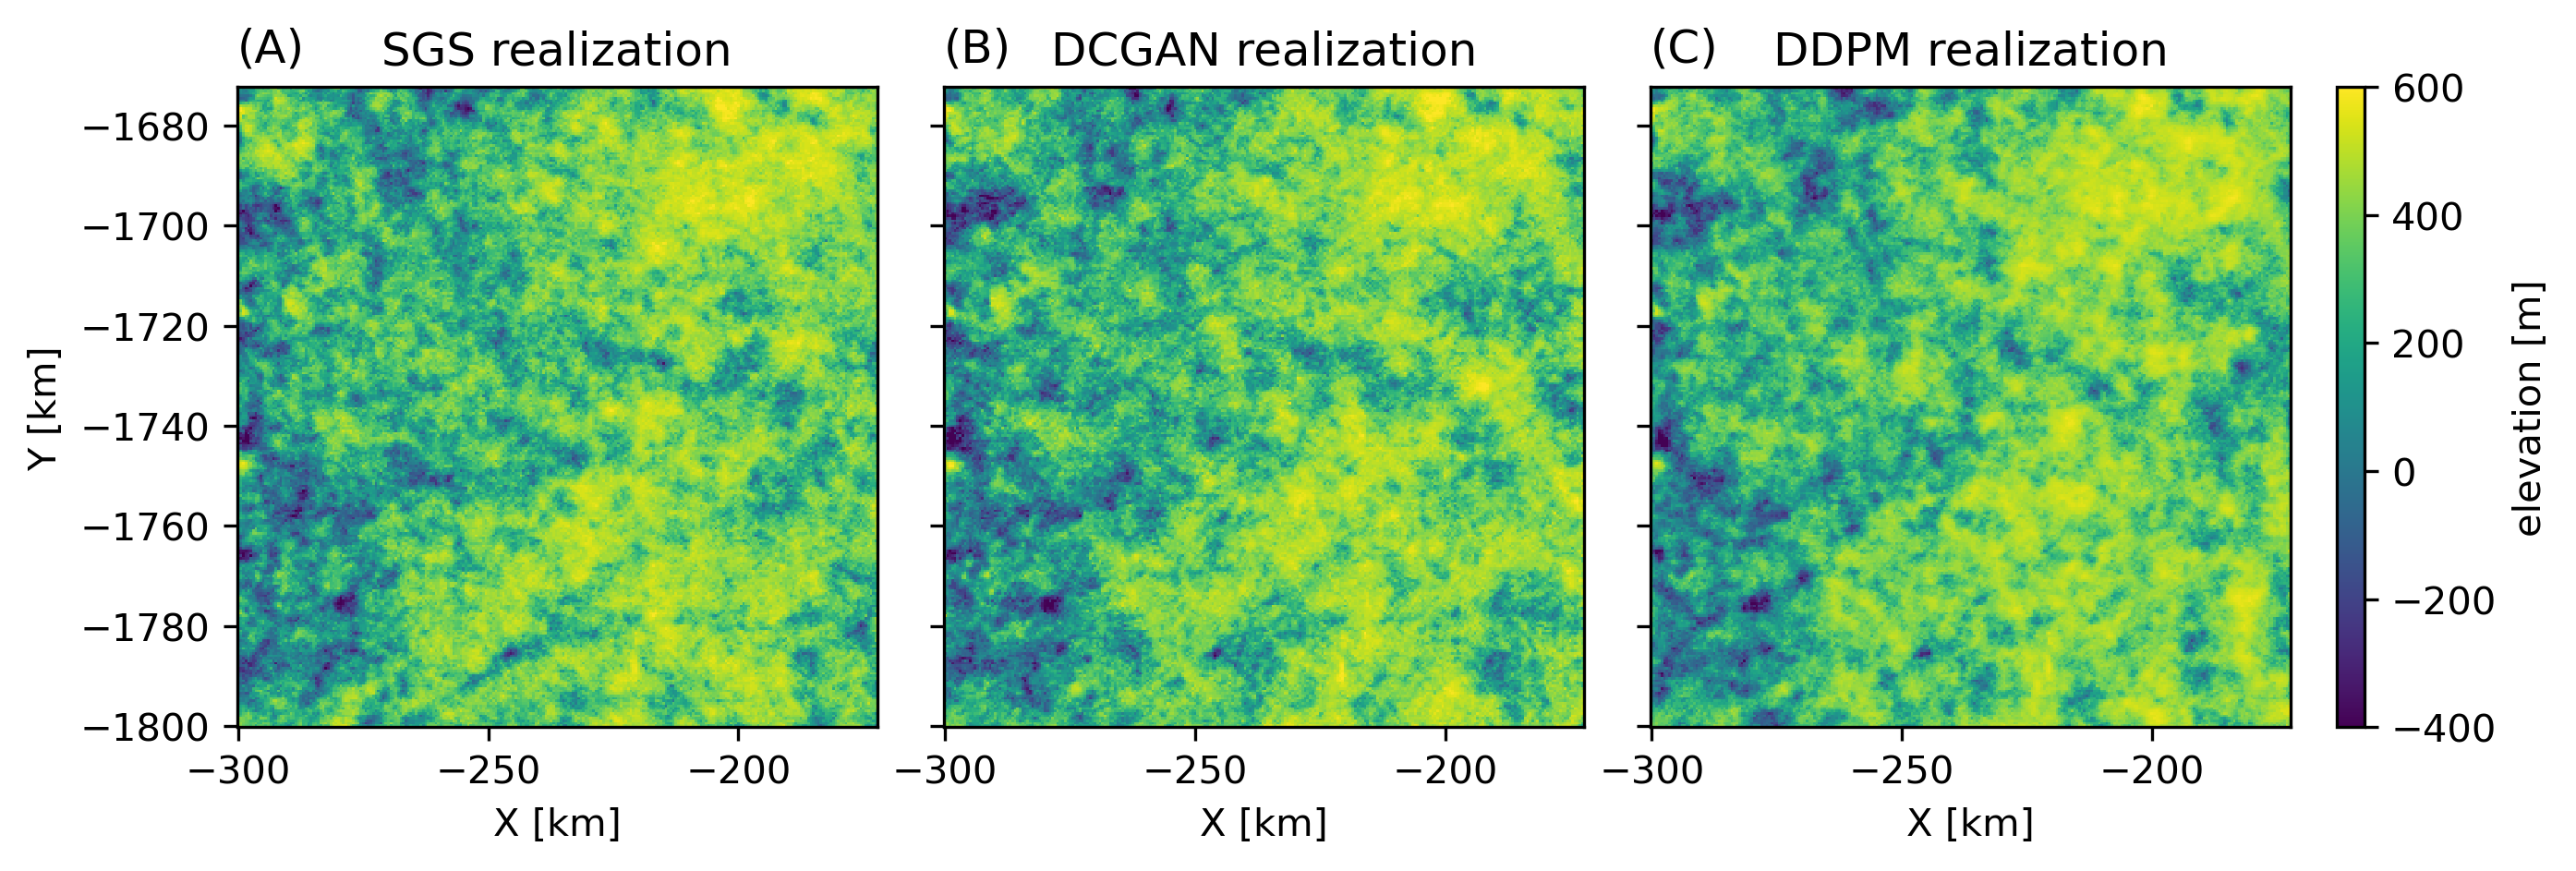 (A) SGS realization
(B) DCGAN realization
(C) DDPM realization
Y [km]
−1680
−1700
−1720
−1740
−1760
−1780
−1800
−300 −250 −200
X [km]
−300 −250 −200
X [km]
−300 −250 −200
X [km]
600
400
200
0
−200
−400
elevation [m]